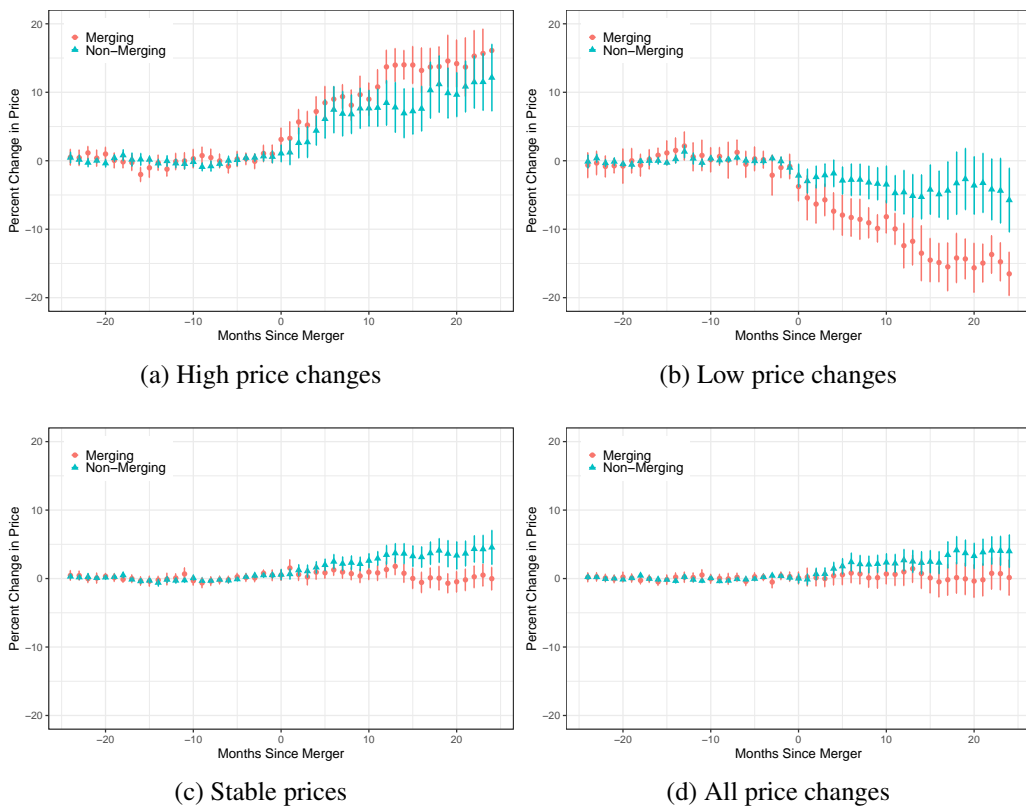 20
10
0
−10
−20
Percent Change in Price
Merging
Non−Merging
−20
−10
0
10
20
Months Since Merger
(a) High price changes
20
10
0
−10
−20
Percent Change in Price
Merging
Non−Merging
−20
−10
0
10
20
Months Since Merger
(b) Low price changes
20
10
0
−10
−20
Percent Change in Price
Merging
Non−Merging
−20
−10
0
10
20
Months Since Merger
(c) Stable prices
20
10
0
−10
−20
Percent Change in Price
Merging
Non−Merging
−20
−10
0
10
20
Months Since Merger
(d) All price changes